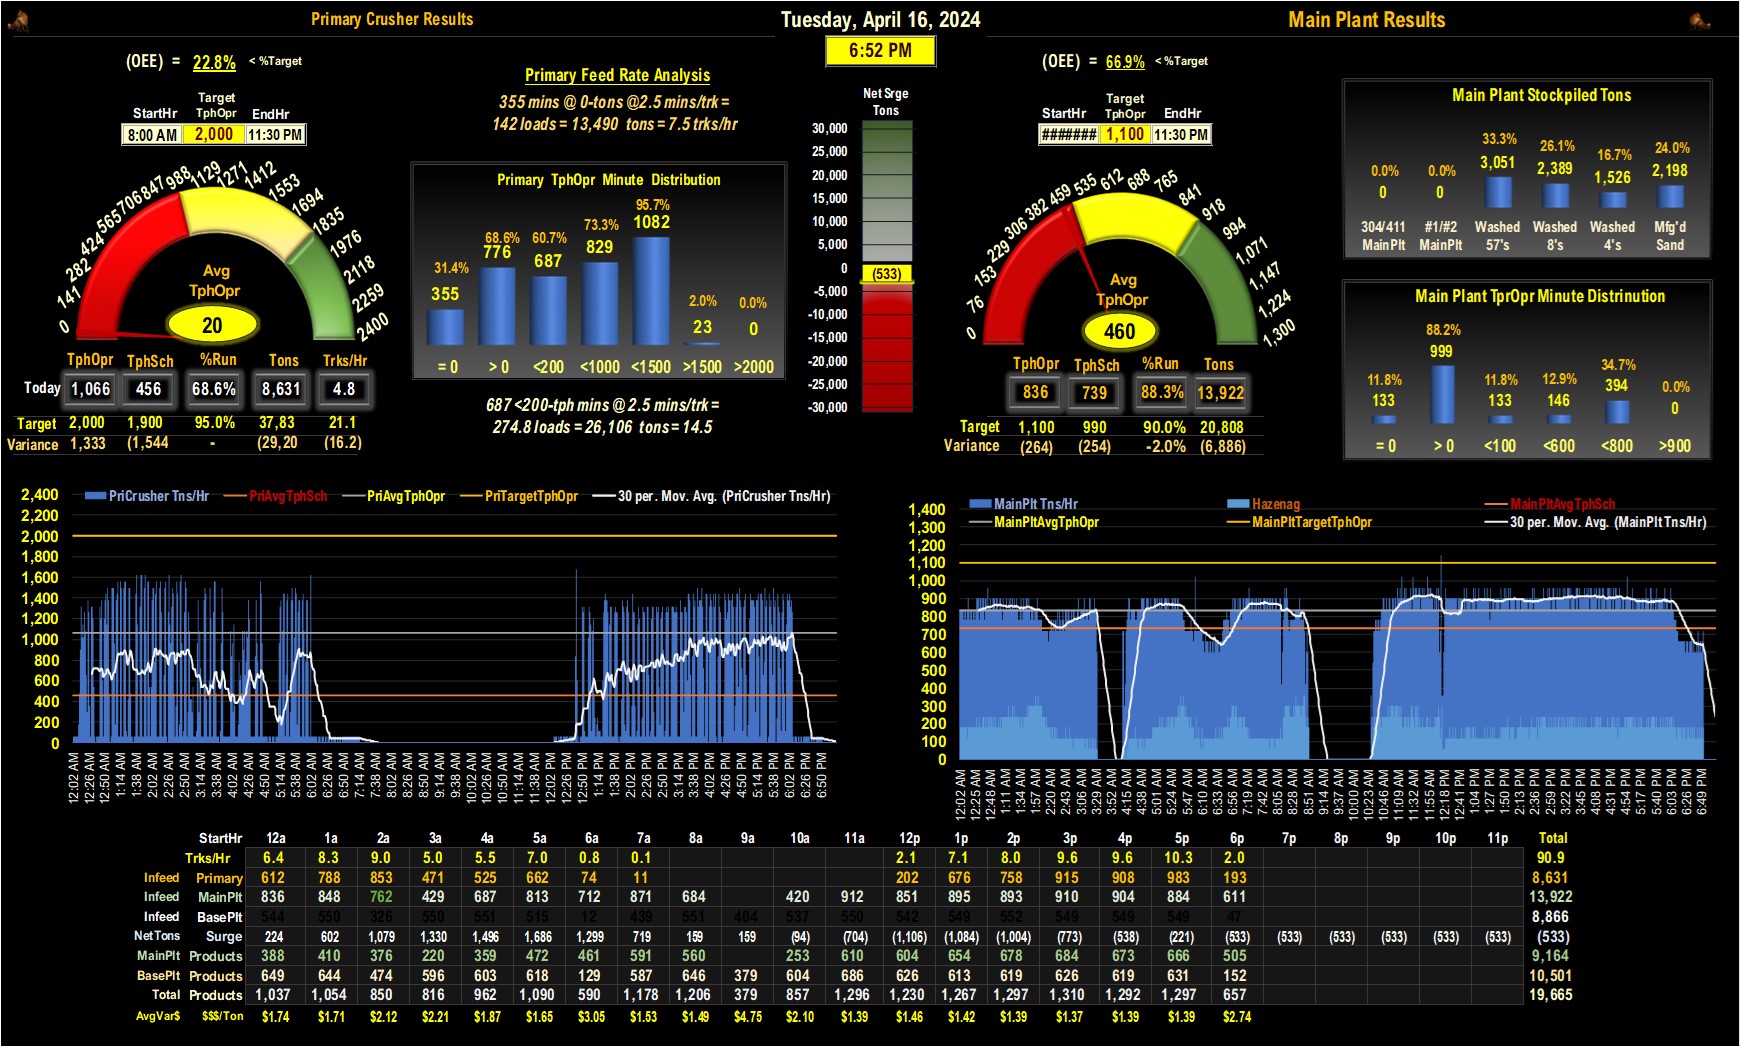 Primary Crusher Results
Tuesday, April 16, 2024
Main Plant Results
6:52 PM
(OEE) = 22.8% < %Target
StartHr Target TphOpr EndHr
8:00 AM 2,000 11:30 PM
0 141 282 424 565 706 847 988 1129 1271 1412 1553 1694 1835 1976 2118 2259 2400
Avg
TphOpr
20
TphOpr TphSch %Run Tons Trks/Hr
Today 1,066 456 68.6% 8,631 4.8
Target 2,000 1,900 95.0% 37,83 21.1
Variance 1,333 (1,544 - (29,20 (16.2)
Primary Feed Rate Analysis
355 mins @ 0-tons @2.5 mins/trk =
142 loads = 13,490 tons = 7.5 trks/hr
Primary TphOpr Minute Distribution
31.4% 68.6% 60.7% 73.3% 95.7% 2.0% 0.0%
355 776 687 829 1082 23 0
= 0 > 0 <200 <1000 <1500 >1500 >2000
687 <200-tph mins @ 2.5 mins/trk =
274.8 loads = 26,106 tons = 14.5
Net Srge
Tons
30,000
25,000
20,000
15,000
10,000
5,000
0
(533)
-5,000
-10,000
-15,000
-20,000
-25,000
-30,000
(OEE) = 66.9% < %Target
StartHr Target TphOpr EndHr
####### 1,100 11:30 PM
0 76 153 229 306 382 459 535 612 688 765 841 918 994 1,071 1,147 1,224 1,300
Avg
TphOpr
460
TphOpr TphSch %Run Tons
836 739 88.3% 13,922
Target 1,100 990 90.0% 20,808
Variance (264) (254) -2.0% (6,886)
Main Plant Stockpiled Tons
0.0% 0.0% 33.3% 26.1% 16.7% 24.0%
0 0 3,051 2,389 1,526 2,198
304/411 #1/#2 Washed Washed Washed Mfg'd
MainPlt MainPlt 57's 8's 4's Sand
Main Plant TprOpr Minute Distrinution
11.8% 88.2% 11.8% 12.9% 34.7% 0.0%
133 999 133 146 394 0
= 0 > 0 <100 <600 <800 >900
PriCrusher Tns/Hr PriAvgTphSch PriAvgTphOpr PriTargetTphOpr 30 per. Mov. Avg. (PriCrusher Tns/Hr)
2,400
2,200
2,000
1,800
1,600
1,400
1,200
1,000
800
600
400
200
0
12:02 AM 12:26 AM 12:50 AM 1:14 AM 1:38 AM 2:02 AM 2:26 AM 2:50 AM 3:14 AM 3:38 AM 4:02 AM 4:26 AM 4:50 AM 5:14 AM 5:38 AM 6:02 AM 6:26 AM 6:50 AM 7:14 AM 7:38 AM 8:02 AM 8:26 AM 8:50 AM 9:14 AM 9:38 AM 10:02 AM 10:26 AM 10:50 AM 11:14 AM 11:38 AM 12:02 PM 12:26 PM 12:50 PM 1:14 PM 1:38 PM 2:02 PM 2:26 PM 2:50 PM 3:14 PM 3:38 PM 4:02 PM 4:26 PM 4:50 PM 5:14 PM 5:38 PM 6:02 PM 6:26 PM 6:50 PM
MainPlt Tns/Hr Hazenag MainPltAvgTphSch
MainPltAvgTphOpr MainPltTargetTphOpr 30 per. Mov. Avg. (MainPlt Tns/Hr)
1,400
1,300
1,200
1,100
1,000
900
800
700
600
500
400
300
200
100
0
12:02 AM 12:25 AM 12:48 AM 1:11 AM 1:34 AM 1:57 AM 2:20 AM 2:43 AM 3:06 AM 3:29 AM 3:52 AM 4:15 AM 4:38 AM 5:01 AM 5:24 AM 5:47 AM 6:10 AM 6:33 AM 6:56 AM 7:19 AM 7:42 AM 8:05 AM 8:28 AM 8:51 AM 9:14 AM 9:37 AM 10:00 AM 10:23 AM 10:46 AM 11:09 AM 11:32 AM 11:55 AM 12:18 PM 12:41 PM 1:04 PM 1:27 PM 1:50 PM 2:13 PM 2:36 PM 2:59 PM 3:22 PM 3:45 PM 4:08 PM 4:31 PM 4:54 PM 5:17 PM 5:40 PM 6:03 PM 6:26 PM 6:49 PM
StartHr 12a 1a 2a 3a 4a 5a 6a 7a 8a 9a 10a 11a 12p 1p 2p 3p 4p 5p 6p 7p 8p 9p 10p 11p Total
Trks/Hr 6.4 8.3 9.0 5.0 5.5 7.0 0.8 0.1 2.1 7.1 8.0 9.6 9.6 10.3 2.0 90.9
Infeed Primary 612 788 853 471 525 662 74 11 202 676 758 915 908 983 193 8,631
Infeed MainPlt 836 848 762 429 687 813 712 871 684 420 912 851 895 893 910 904 884 611 13,922
Infeed BasePlt 544 550 326 550 551 515 12 439 551 404 537 550 542 549 552 549 549 549 47 8,866
NetTons Surge 224 602 1,079 1,330 1,496 1,686 1,299 719 159 159 (94) (704) (1,106) (1,084) (1,004) (773) (538) (221) (533) (533) (533) (533) (533) (533) (533)
MainPlt Products 388 410 376 220 359 472 461 591 560 253 610 604 654 678 684 673 666 505 9,164
BasePlt Products 649 644 474 596 603 618 129 587 646 379 604 686 626 613 619 626 619 631 152 10,501
Total Products 1,037 1,054 850 816 962 1,090 590 1,178 1,206 379 857 1,296 1,230 1,267 1,297 1,310 1,292 1,297 657 19,665
AvgVar$ $$$/Ton $1.74 $1.71 $2.12 $2.21 $1.87 $1.65 $3.05 $1.53 $1.49 $4.75 $2.10 $1.39 $1.46 $1.42 $1.39 $1.37 $1.39 $1.39 $2.74